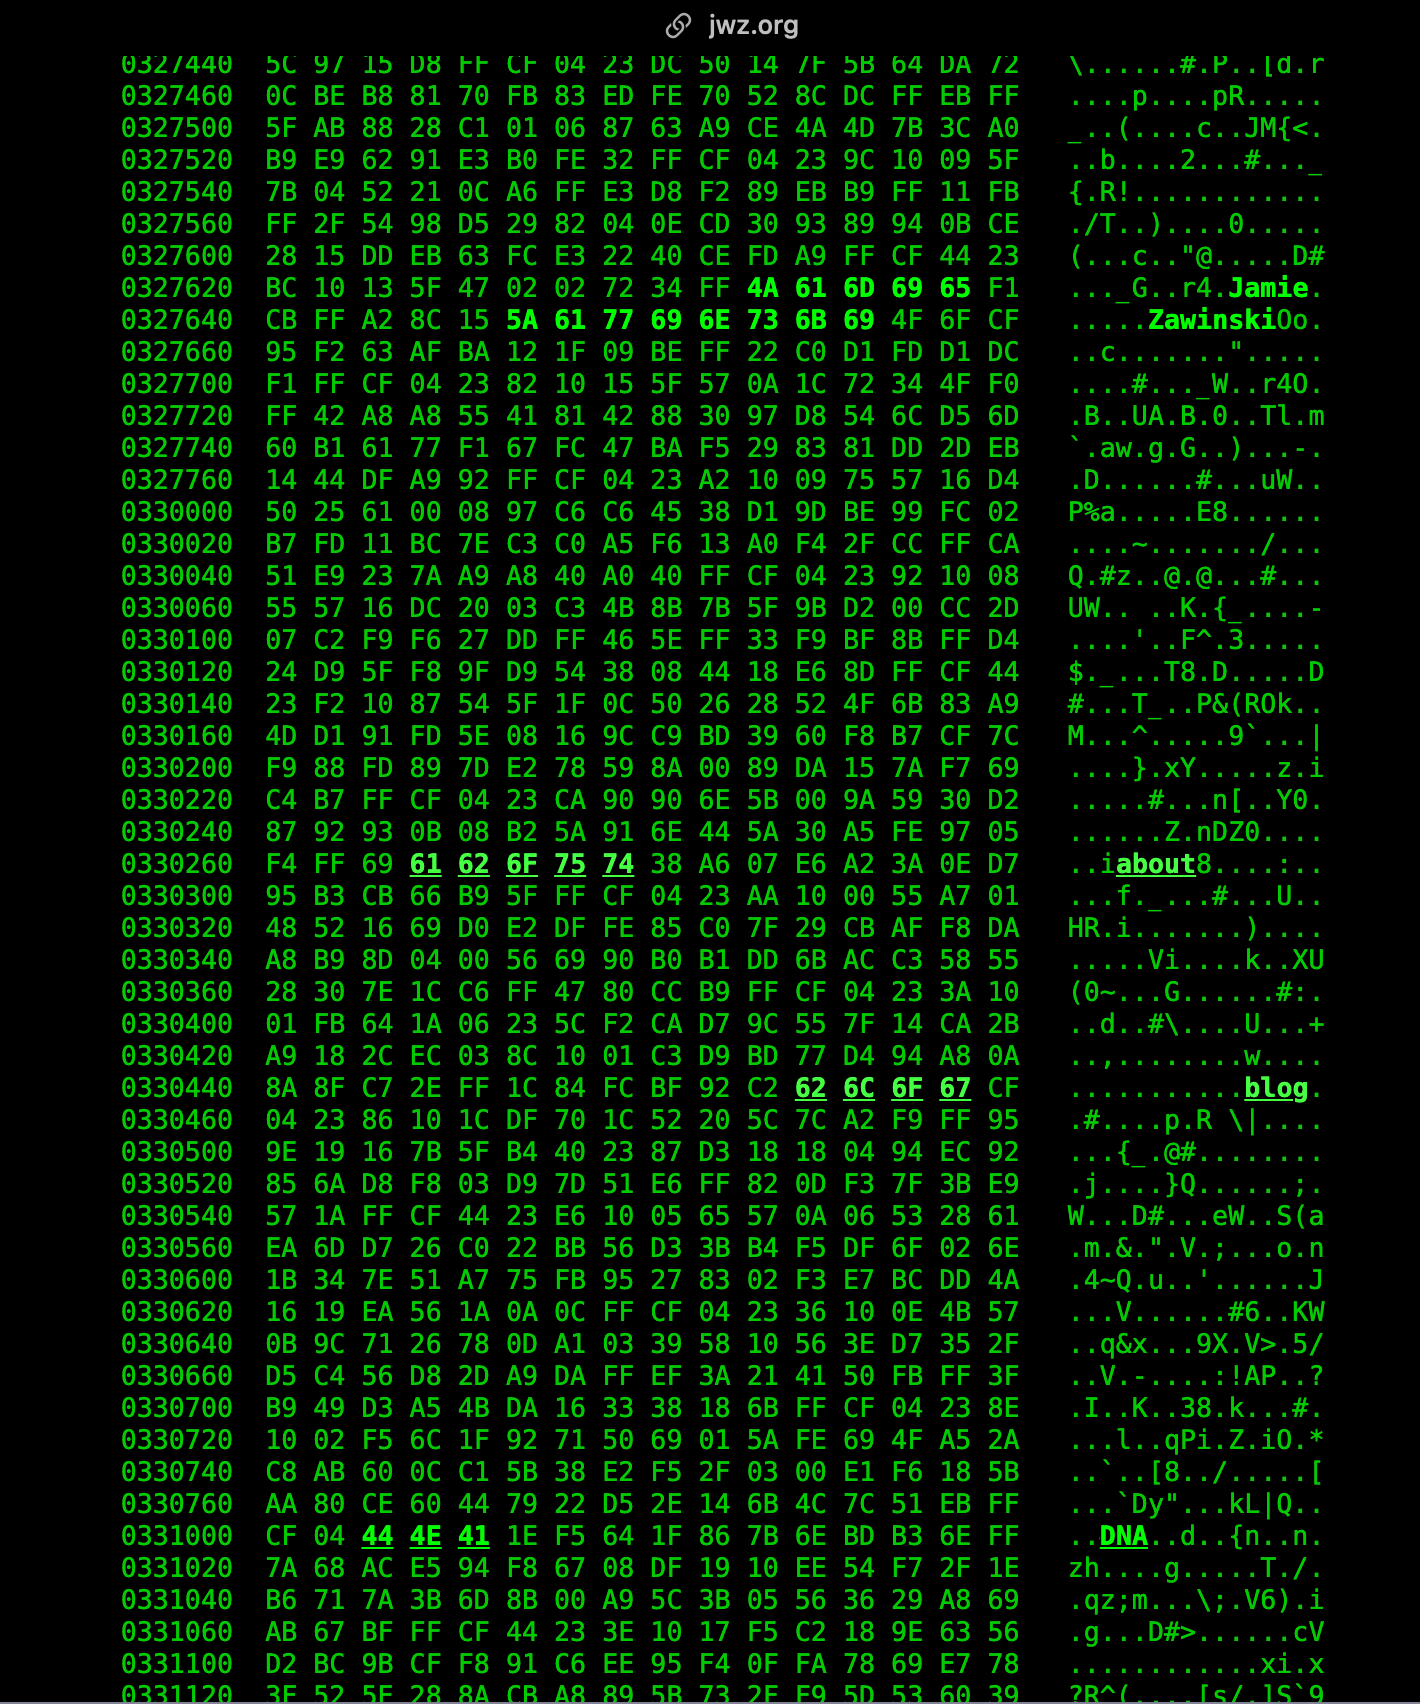 jwz.org
0327440 5C 97 15 D8 FF CF 04 23 DC 50 14 7F 5B 64 DA 72 \......#.P..[d.r
0327460 0C BE B8 81 70 FB 83 ED FE 70 52 8C DC FF EB FF ....p....pR.....
0327500 5F AB 88 28 C1 01 06 87 63 A9 CE 4A 4D 7B 3C A0 _..(....c..JM{<.
0327520 B9 E9 62 91 E3 B0 FE 32 FF CF 04 23 9C 10 09 5F ..b....2...#..._
0327540 7B 04 52 21 0C A6 FF E3 D8 F2 89 EB B9 FF 11 FB {.R!............
0327560 FF 2F 54 98 D5 29 82 04 0E CD 30 93 89 94 0B CE ./T..)....0.....
0327600 28 15 DD EB 63 FC E3 22 40 CE FD A9 FF CF 44 23 (...c.."@.....D#
0327620 BC 10 13 5F 47 02 02 72 34 FF 4A 61 6D 69 65 F1 ..._G..r4.Jamie.
0327640 CB FF A2 8C 15 5A 61 77 69 6E 73 6B 69 4F 6F CF .....ZawinskiOo.
0327660 95 F2 63 AF BA 12 1F 09 BE FF 22 C0 D1 FD D1 DC ..c.......".....
0327700 F1 FF CF 04 23 82 10 15 5F 57 0A 1C 72 34 4F F0 ....#..._W..r4O.
0327720 FF 42 A8 A8 55 41 81 42 88 30 97 D8 54 6C D5 6D .B..UA.B.0..Tl.m
0327740 60 B1 61 77 F1 67 FC 47 BA F5 29 83 81 DD 2D EB `.aw.g.G..)...-.
0327760 14 44 DF A9 92 FF CF 04 23 A2 10 09 75 57 16 D4 .D......#...uW..
0330000 50 25 61 00 08 97 C6 C6 45 38 D1 9D BE 99 FC 02 P%a.....E8......
0330020 B7 FD 11 BC 7E C3 C0 A5 F6 13 A0 F4 2F CC FF CA ....~......./...
0330040 51 E9 23 7A A9 A8 40 A0 40 FF CF 04 23 92 10 08 Q.#z..@.@...#...
0330060 55 57 16 DC 20 03 C3 4B 8B 7B 5F 9B D2 00 CC 2D UW.. ..K.{_....-
0330100 07 C2 F9 F6 27 DD FF 46 5E FF 33 F9 BF 8B FF D4 ....'..F^.3.....
0330120 24 D9 5F F8 9F D9 54 38 08 44 18 E6 8D FF CF 44 $._...T8.D.....D
0330140 23 F2 10 87 54 5F 1F 0C 50 26 28 52 4F 6B 83 A9 #...T_..P&(ROk..
0330160 4D D1 91 FD 5E 08 16 9C C9 BD 39 60 F8 B7 CF 7C M...^.....9`...|
0330200 F9 88 FD 89 7D E2 78 59 8A 00 89 DA 15 7A F7 69 ....}.xY.....z.i
0330220 C4 B7 FF CF 04 23 CA 90 90 6E 5B 00 9A 59 30 D2 .....#...n[..Y0.
0330240 87 92 93 0B 08 B2 5A 91 6E 44 5A 30 A5 FE 97 05 ......Z.nDZ0....
0330260 F4 FF 69 61 62 6F 75 74 38 A6 07 E6 A2 3A 0E D7 ..iabout8....:..
0330300 95 B3 CB 66 B9 5F FF CF 04 23 AA 10 00 55 A7 01 ...f._...#...U..
0330320 48 52 16 69 D0 E2 DF FE 85 C0 7F 29 CB AF F8 DA HR.i.......)....
0330340 A8 B9 8D 04 00 56 69 90 B0 B1 DD 6B AC C3 58 55 .....Vi....k..XU
0330360 28 30 7E 1C C6 FF 47 80 CC B9 FF CF 04 23 3A 10 (0~...G......#:.
0330400 01 FB 64 1A 06 23 5C F2 CA D7 9C 55 7F 14 CA 2B ..d..#\....U...+
0330420 A9 18 2C EC 03 8C 10 01 C3 D9 BD 77 D4 94 A8 0A ..,........w....
0330440 8A 8F C7 2E FF 1C 84 FC BF 92 C2 62 6C 6F 67 CF ...........blog.
0330460 04 23 86 10 1C DF 70 1C 52 20 5C 7C A2 F9 FF 95 .#....p.R \|....
0330500 9E 19 16 7B 5F B4 40 23 87 D3 18 18 04 94 EC 92 ...{_.@#........
0330520 85 6A D8 F8 03 D9 7D 51 E6 FF 82 0D F3 7F 3B E9 .j....}Q......;.
0330540 57 1A FF CF 44 23 E6 10 05 65 57 0A 06 53 28 61 W...D#...eW..S(a
0330560 EA 6D D7 26 C0 22 BB 56 D3 3B B4 F5 DF 6F 02 6E .m.&.".V.;...o.n
0330600 1B 34 7E 51 A7 75 FB 95 27 83 02 F3 E7 BC DD 4A .4~Q.u..'......J
0330620 16 19 EA 56 1A 0A 0C FF CF 04 23 36 10 0E 4B 57 ...V......#6..KW
0330640 0B 9C 71 26 78 0D A1 03 39 58 10 56 3E D7 35 2F ..q&x...9X.V>.5/
0330660 D5 C4 56 D8 2D A9 DA FF EF 3A 21 41 50 FB FF 3F ..V.-....:!AP..?
0330700 B9 49 D3 A5 4B DA 16 33 38 18 6B FF CF 04 23 8E .I..K..38.k...#.
0330720 10 02 F5 6C 1F 92 71 50 69 01 5A FE 69 4F A5 2A ...l..qPi.Z.iO.*
0330740 C8 AB 60 0C C1 5B 38 E2 F5 2F 03 00 E1 F6 18 5B ..`..[8../.....[
0330760 AA 80 CE 60 44 79 22 D5 2E 14 6B 4C 7C 51 EB FF ...`Dy"...kL|Q..
0331000 CF 04 44 4E 41 1E F5 64 1F 86 7B 6E BD B3 6E FF ..DNA..d..{n..n.
0331020 7A 68 AC E5 94 F8 67 08 DF 19 10 EE 54 F7 2F 1E zh....g.....T./.
0331040 B6 71 7A 3B 6D 8B 00 A9 5C 3B 05 56 36 29 A8 69 .qz;m...\;.V6).i
0331060 AB 67 BF FF CF 44 23 3E 10 17 F5 C2 18 9E 63 56 .g...D#>......cV
0331100 D2 BC 9B CF F8 91 C6 EE 95 F4 0F FA 78 69 E7 78 ............xi.x
0331120 3F 52 5E 28 8A CB A8 89 5B 73 2F F9 5D 53 60 39 ?R^(....[s/.]S`9